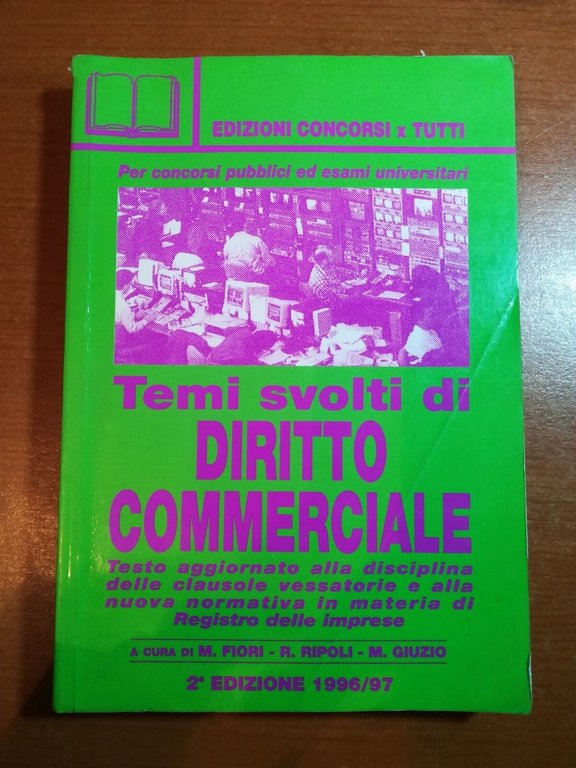 EDIZIONI CONCORSI x TUTTI
Per concorsi pubblici ed esami universitari
Temi svolti di
DIRITTO
COMMERCIALE
Testo aggiornato alla disciplina
delle clausole vessatorie e alla
nuova normativa in materia di
Registro delle imprese
A CURA DI M. FIORI - R. RIPOLI - M. GIUZIO
2ª EDIZIONE 1996/97